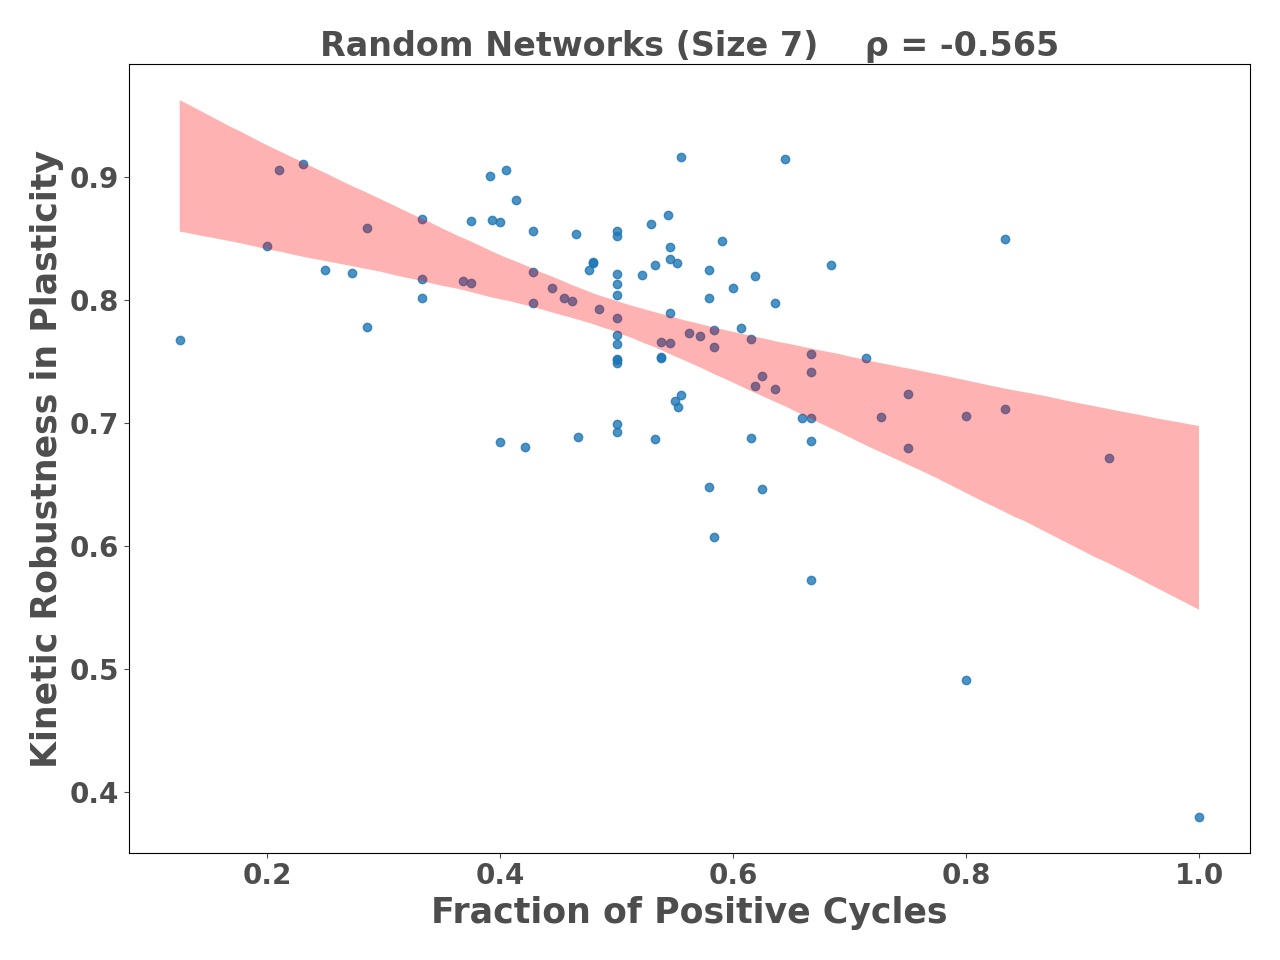 Random Networks (Size 7)    ρ = -0.565
Kinetic Robustness in Plasticity
0.9
0.8
0.7
0.6
0.5
0.4
0.2 0.4 0.6 0.8 1.0
Fraction of Positive Cycles